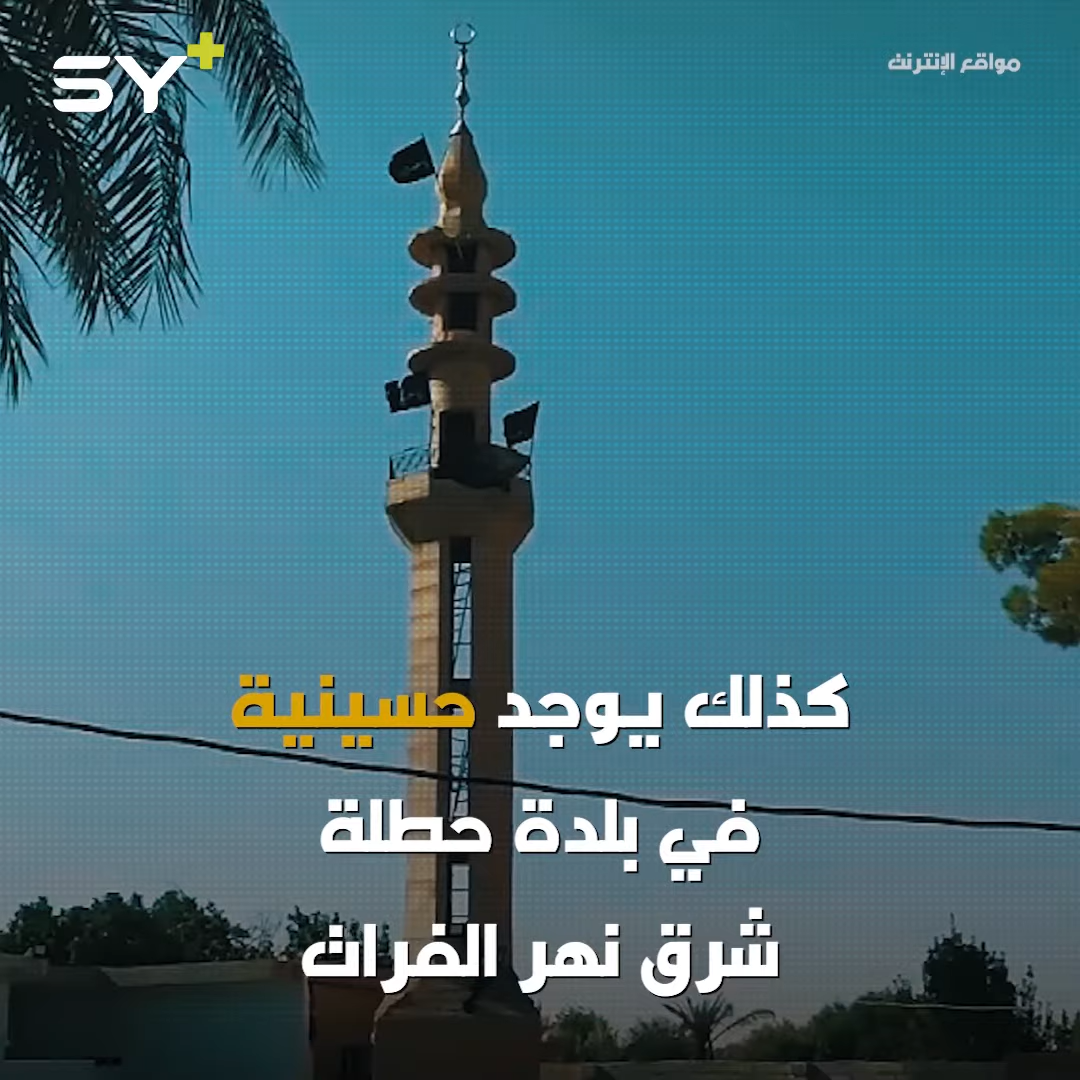 SY+
مواقع الإنترنت
كذلك يوجد حسينية
في بلدة حطلة
شرق نهر الفرات